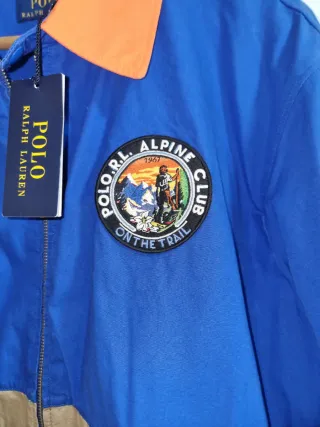 POLO
RALPH LAUREN
POLO
RALPH LAUREN
POLO R.L. ALPINE CLUB
1967
ON THE TRAIL